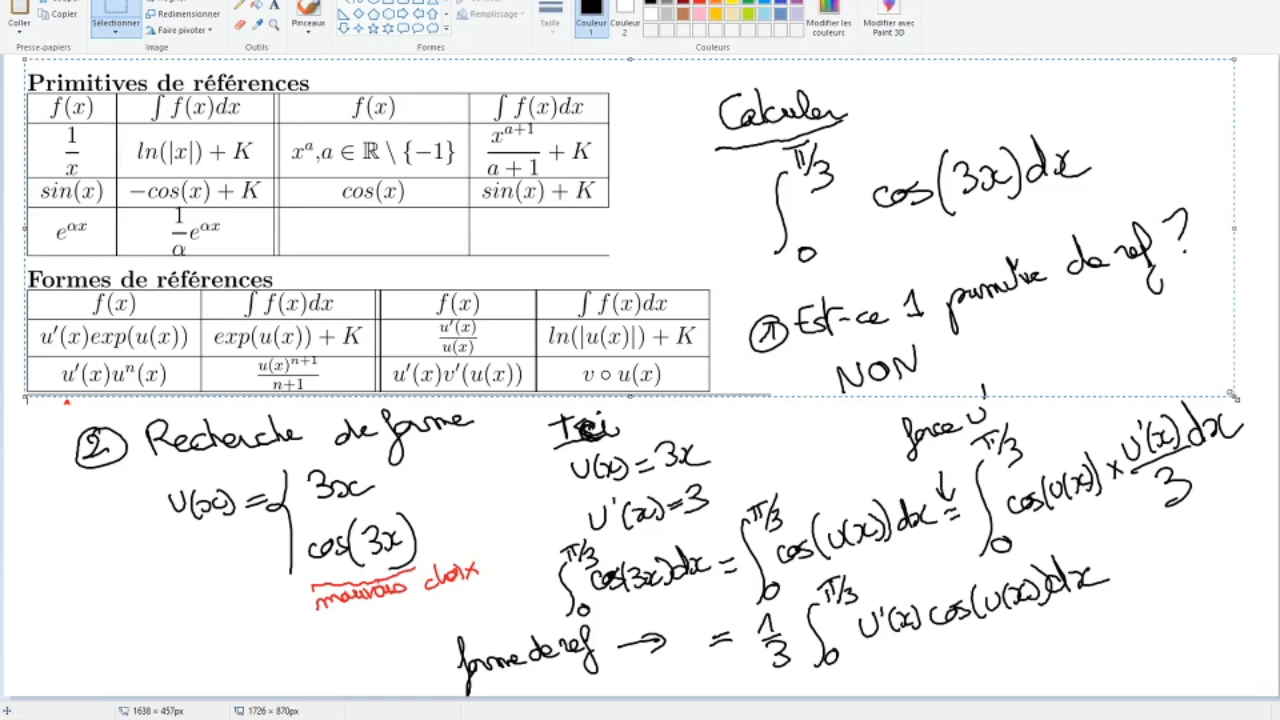 Coller
Sélectionner
Copier
Redimensionner
Faire pivoter
Pinceaux
Remplissage
Taille
Couleur 1
Couleur 2
Modifier les couleurs
Modifier avec Paint 3D
Presse-papiers
Image
Outils
Formes
Couleurs
Primitives de références
f(x) ∫ f(x)dx f(x) ∫ f(x)dx
1/x ln(|x|) + K x^a, a ∈ ℝ \ {−1} x^{a+1}/(a+1) + K
sin(x) −cos(x) + K cos(x) sin(x) + K
e^{αx} 1/α e^{αx}
Formes de références
f(x) ∫ f(x)dx f(x) ∫ f(x)dx
u'(x)exp(u(x)) exp(u(x)) + K u'(x)/u(x) ln(|u(x)|) + K
u'(x)u^n(x) u(x)^{n+1}/(n+1) u'(x)v'(u(x)) v ∘ u(x)
Calculer
∫_0^{π/3} cos(3x)dx
① Est-ce 1 primitive de ref ?
NON
② Recherche de forme
U(x) = { 3x
cos(3x)
mauvais choix
Ici
U(x) = 3x
U'(x) = 3
force U'
∫_0^{π/3} cos(3x)dx = ∫_0^{π/3} cos(U(x))dx = ∫_0^{π/3} cos(U(x)) × U'(x)dx/3
forme de ref → = 1/3 ∫_0^{π/3} U'(x) cos(U(x))dx
1638 × 457px
1726 × 870px